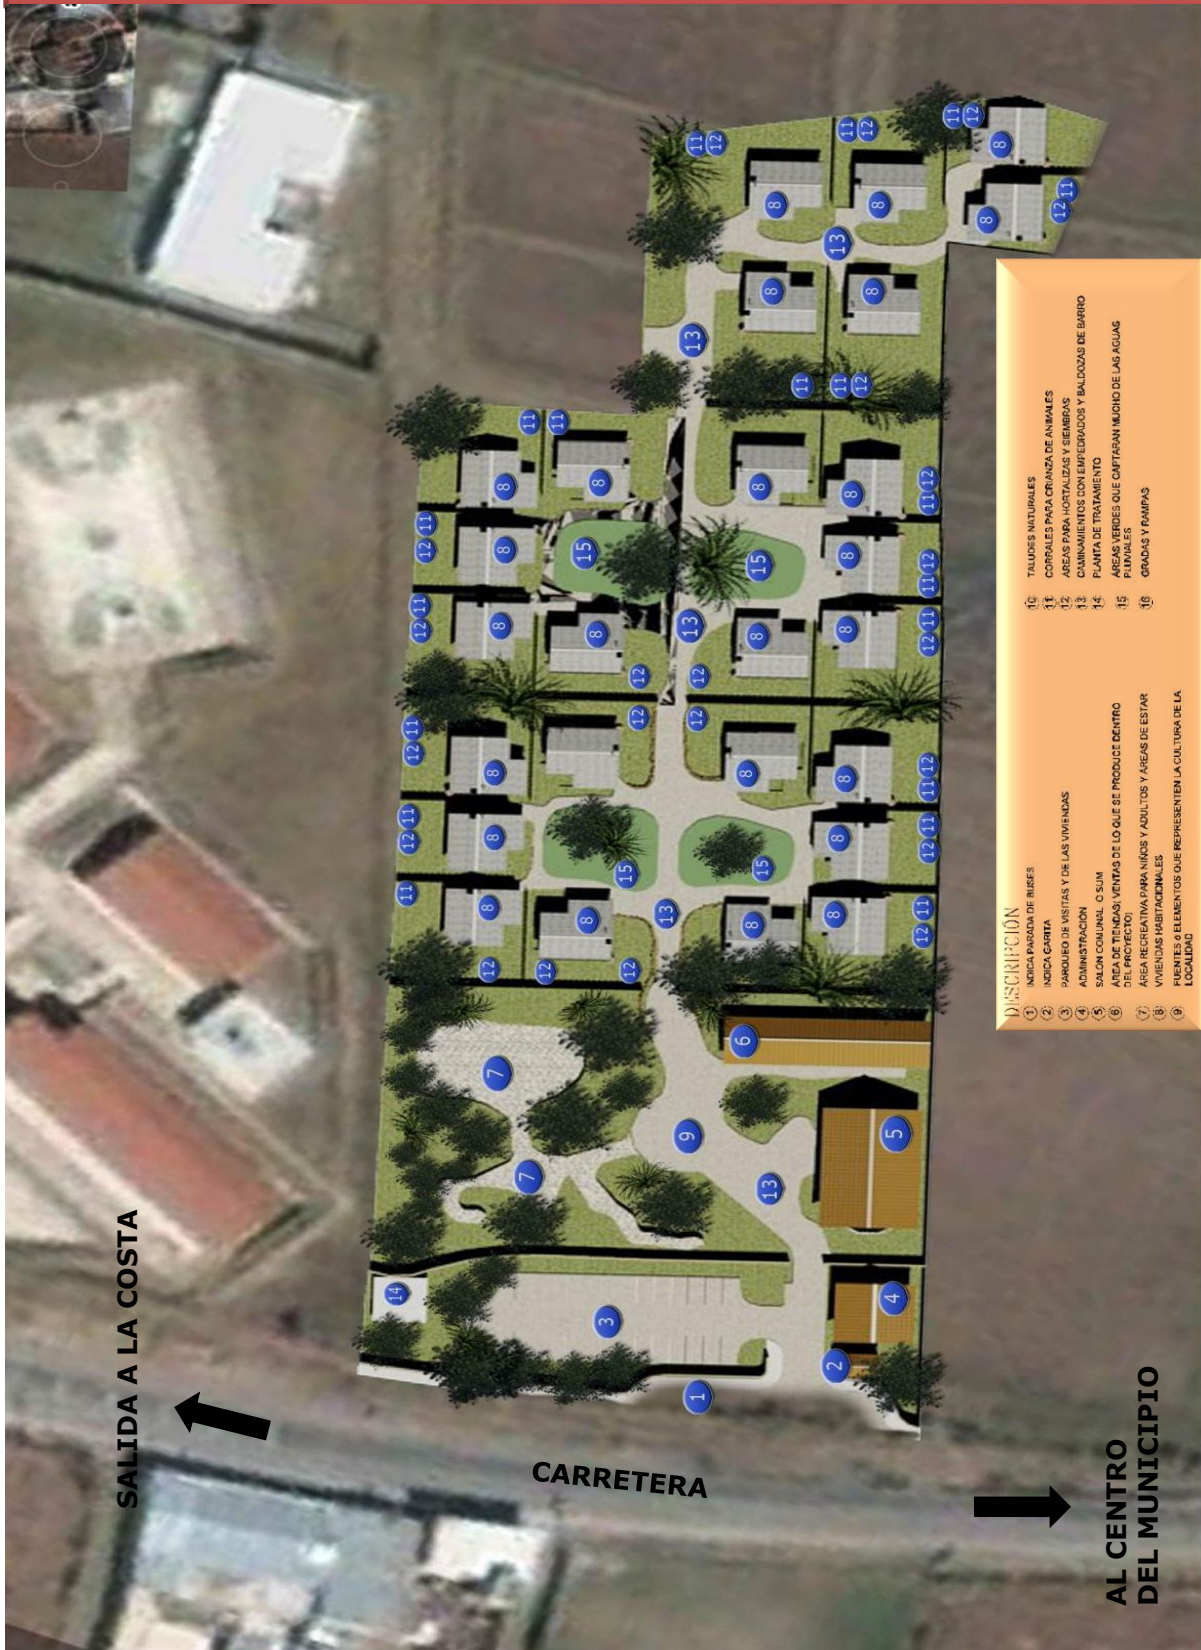 SALIDA A LA COSTA
CARRETERA
AL CENTRO
DEL MUNICIPIO
DESCRIPCIÓN
1 INDICA PARADA DE BUSES
2 INDICA GARITA
3 PARQUEO DE VISITAS Y DE LAS VIVIENDAS
4 ADMINISTRACIÓN
5 SALON COMUNAL O SUM
6 ÁREA DE TIENDAS( VENTAS DE LO QUE SE PRODUCE DENTRO
DEL PROYECTO)
7 ÁREA RECREATIVA PARA NIÑOS Y ADULTOS Y ÁREAS DE ESTAR
8 VIVIENDAS HABITACIONALES
9 FUENTES o ELEMENTOS QUE REPRESENTEN LA CULTURA DE LA
LOCALIDAD
10 TALUDES NATURALES
11 CORRALES PARA CRIANZA DE ANIMALES
12 AREAS PARA HORTALIZAS Y SIEMBRAS
13 CAMINAMIENTOS CON EMPEDRADOS Y BALDOZAS DE BARRO
14 PLANTA DE TRATAMIENTO
15 ÁREAS VERDES QUE CAPTARAN MUCHO DE LAS AGUAS
PLUVIALES
16 GRADAS Y RAMPAS